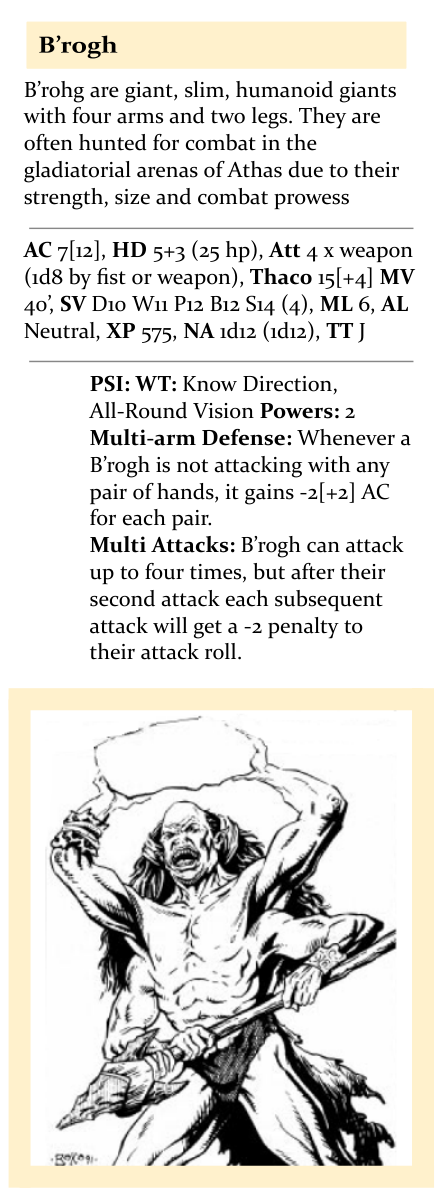 B’rogh
B’rohg are giant, slim, humanoid giants
with four arms and two legs. They are
often hunted for combat in the
gladiatorial arenas of Athas due to their
strength, size and combat prowess
AC 7[12], HD 5+3 (25 hp), Att 4 x weapon
(1d8 by fist or weapon), Thaco 15[+4] MV
40’, SV D10 W11 P12 B12 S14 (4), ML 6, AL
Neutral, XP 575, NA 1d12 (1d12), TT J
PSI: WT: Know Direction,
All-Round Vision Powers: 2
Multi-arm Defense: Whenever a
B’rogh is not attacking with any
pair of hands, it gains -2[+2] AC
for each pair.
Multi Attacks: B’rogh can attack
up to four times, but after their
second attack each subsequent
attack will get a -2 penalty to
their attack roll.